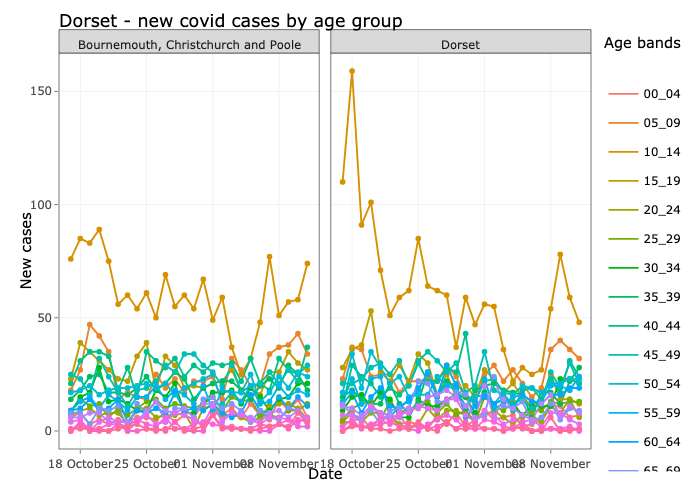 Dorset - new covid cases by age group
Bournemouth, Christchurch and Poole
Dorset
Age bands
00_04
05_09
10_14
15_19
20_24
25_29
30_34
35_39
40_44
45_49
50_54
55_59
60_64
65_69
New cases
150
100
50
0
18 October 25 October 01 November 08 November
18 October 25 October 01 November 08 November
Date